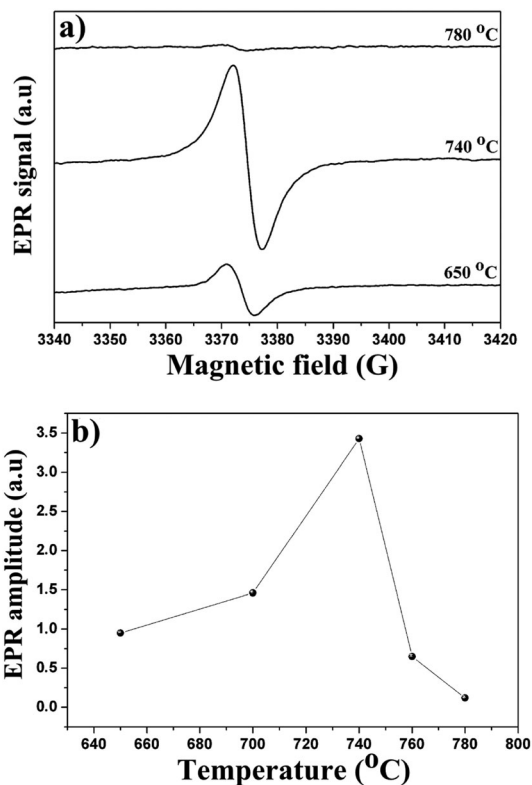 a)
780 °C
740 °C
650 °C
EPR signal (a.u)
3340 3350 3360 3370 3380 3390 3400 3410 3420
Magnetic field (G)
b)
3.5
3.0
2.5
2.0
1.5
1.0
0.5
0.0
EPR amplitude (a.u)
640 660 680 700 720 740 760 780 800
Temperature (°C)